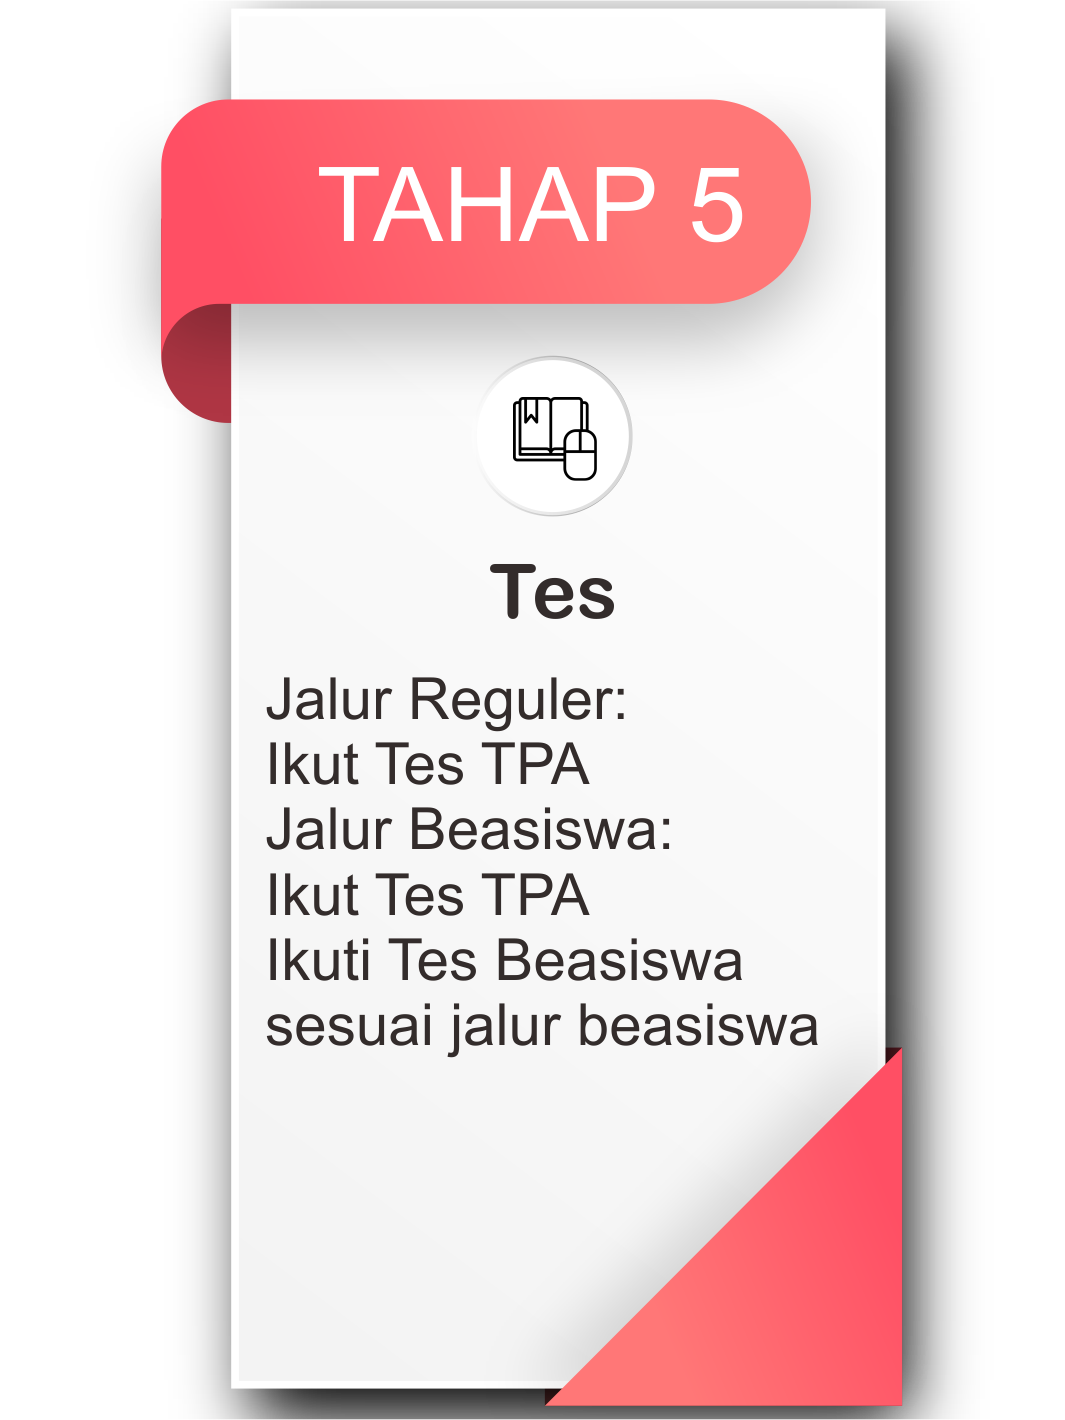 TAHAP 5
Tes
Jalur Reguler:
Ikut Tes TPA
Jalur Beasiswa:
Ikut Tes TPA
Ikuti Tes Beasiswa
sesuai jalur beasiswa